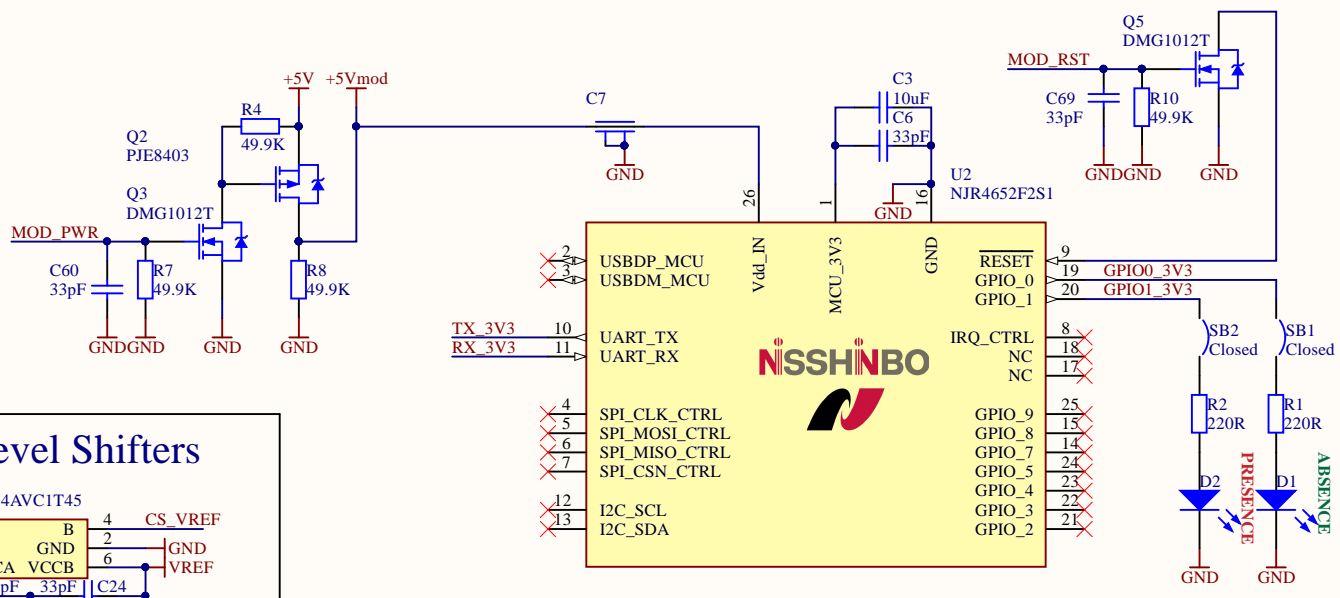 Q5
DMG1012T
MOD_RST
C69
33pF
R10
49.9K
GND
GND
GND
+5V
+5Vmod
R4
49.9K
Q2
PJE8403
Q3
DMG1012T
MOD_PWR
C60
33pF
R7
49.9K
R8
49.9K
GND
GND
GND
GND
C7
GND
C3
10uF
C6
33pF
GND
U2
NJR4652F2S1
26
1
16
Vdd_IN
MCU_3V3
GND
2 USBDP_MCU
3 USBDM_MCU
TX_3V3 10 UART_TX
RX_3V3 11 UART_RX
4 SPI_CLK_CTRL
5 SPI_MOSI_CTRL
6 SPI_MISO_CTRL
7 SPI_CSN_CTRL
12 I2C_SCL
13 I2C_SDA
NISSHINBO
RESET 9
GPIO_0 19 GPIO0_3V3
GPIO_1 20 GPIO1_3V3
IRQ_CTRL 8
NC 18
NC 17
GPIO_9 25
GPIO_8 15
GPIO_7 14
GPIO_5 24
GPIO_4 23
GPIO_3 22
GPIO_2 21
SB2
Closed
SB1
Closed
R2
220R
R1
220R
D2
PRESENCE
D1
ABSENCE
GND
GND
evel Shifters
4AVC1T45
B 4 CS_VREF
GND 2 GND
CA VCCB 6 VREF
pF 33pF C24